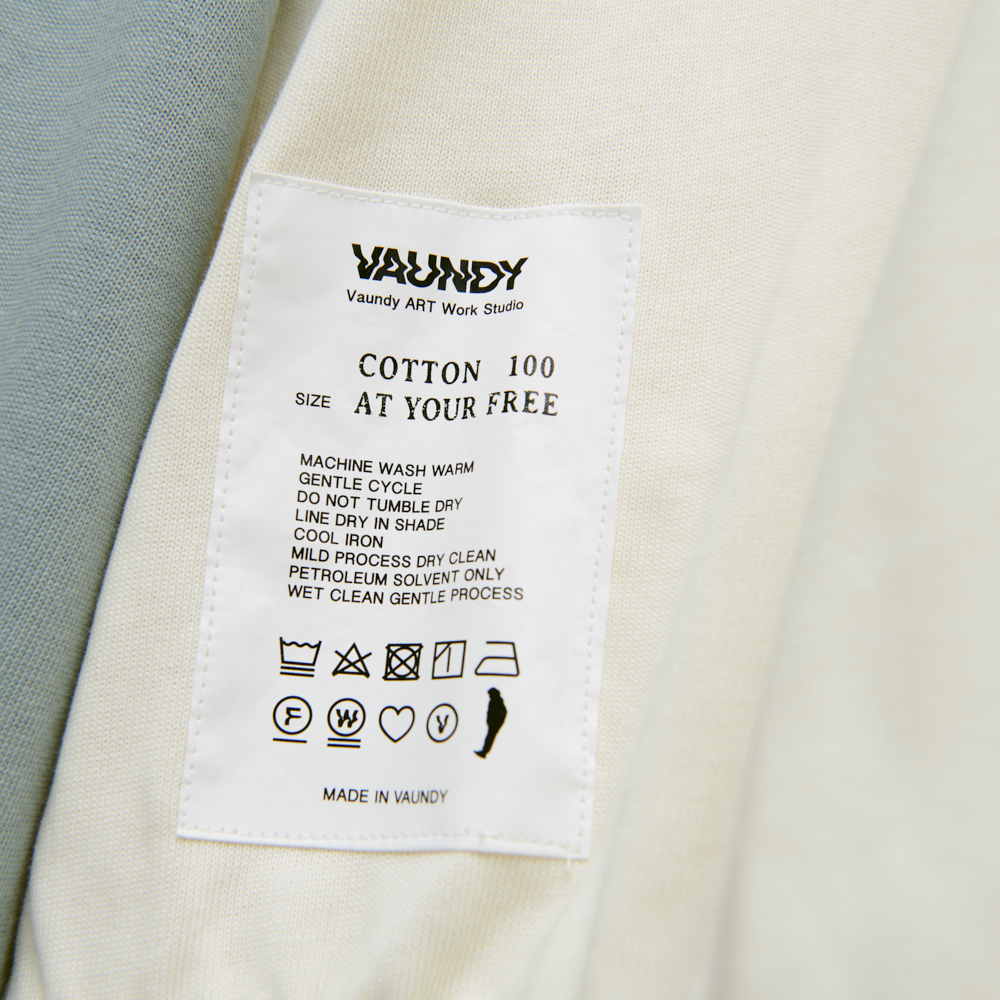 VAUNDY
Vaundy ART Work Studio
COTTON 100
SIZE AT YOUR FREE
MACHINE WASH WARM
GENTLE CYCLE
DO NOT TUMBLE DRY
LINE DRY IN SHADE
COOL IRON
MILD PROCESS DRY CLEAN
PETROLEUM SOLVENT ONLY
WET CLEAN GENTLE PROCESS
F W V
MADE IN VAUNDY